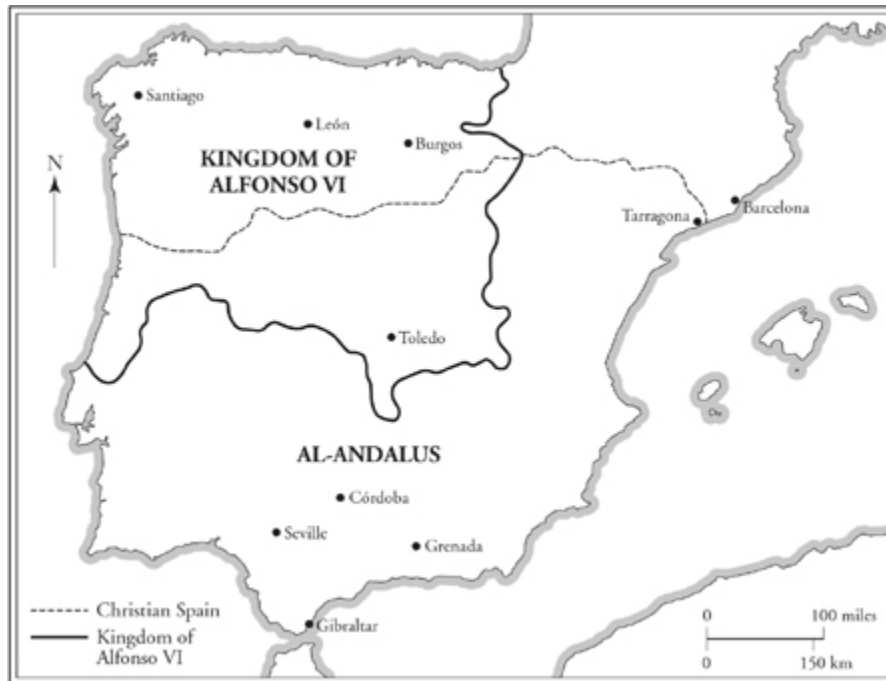 Santiago
León
Burgos
KINGDOM OF
ALFONSO VI
N
Barcelona
Tarragona
Toledo
AL-ANDALUS
Córdoba
Seville
Grenada
Christian Spain
Kingdom of
Alfonso VI
Gibraltar
0 100 miles
0 150 km